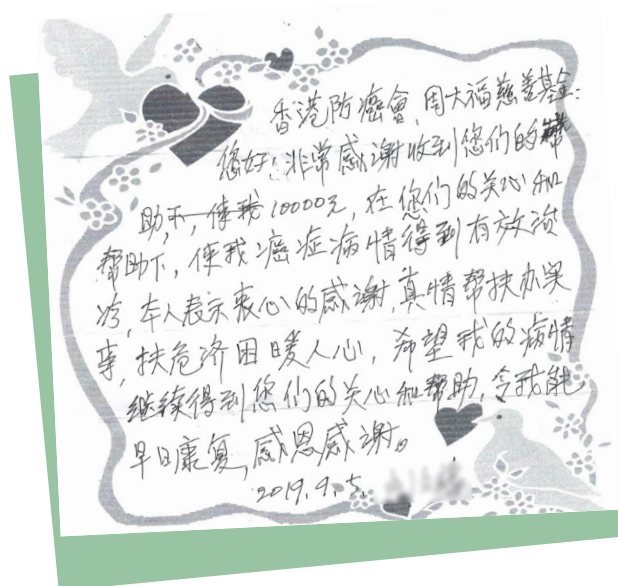 香港防癌會,周大福慈善基金:
您好!非常感谢收到您们的帮
助,下,使我10000元,在您们的关心和
帮助下,使我癌症病情得到有效治
疗,本人表示衷心的感谢,真情帮扶办实
事,扶危济困暖人心,希望我的病情
继续得到您们的关心和帮助,令我能
早日康复,感恩感谢。
2019.9.5.